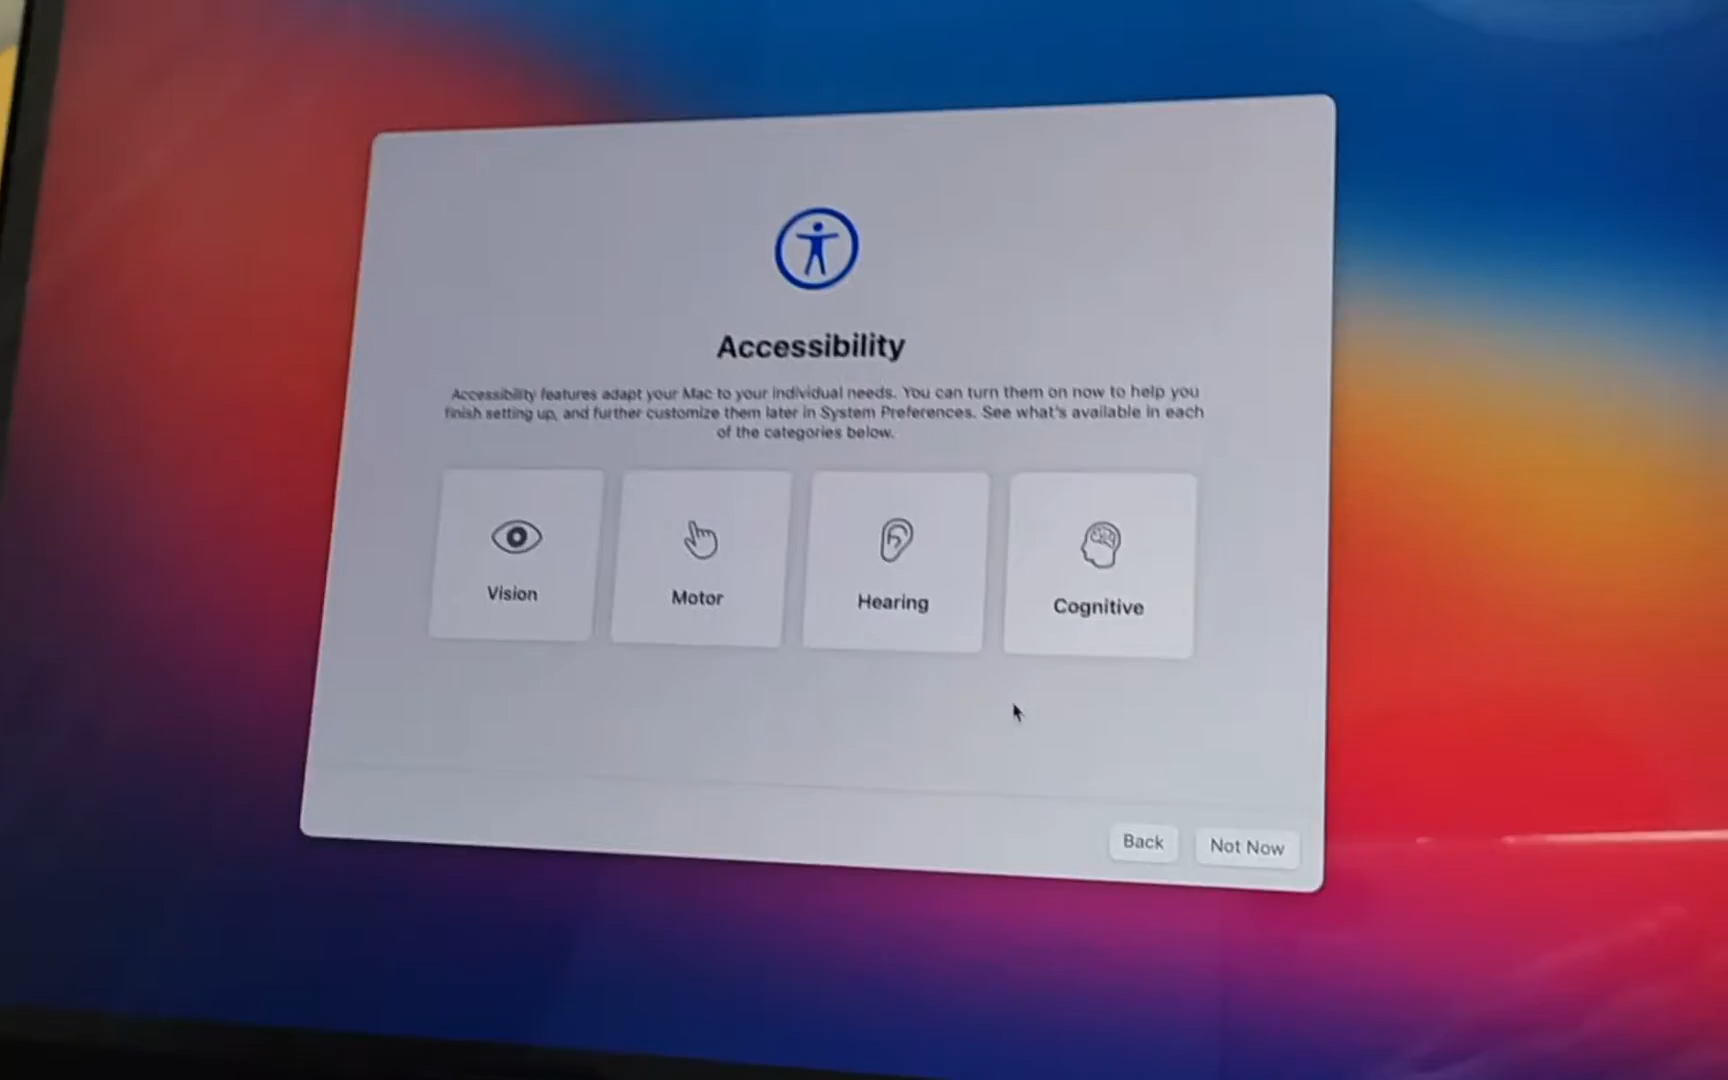 Accessibility
Accessibility features adapt your Mac to your individual needs. You can turn them on now to help you
finish setting up, and further customize them later in System Preferences. See what's available in each
of the categories below.
Vision
Motor
Hearing
Cognitive
Back
Not Now